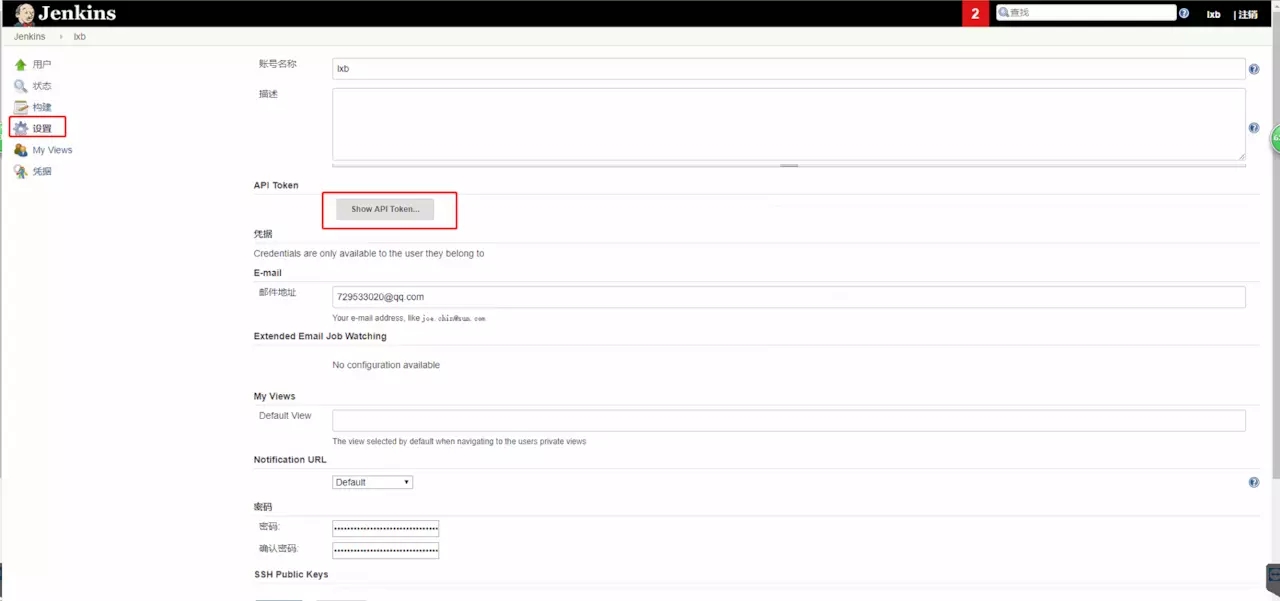 Jenkins
2
查找
lxb
| 注销
Jenkins › lxb
用户
状态
构建
设置
My Views
凭据
账号名称
lxb
描述
API Token
Show API Token...
凭据
Credentials are only available to the user they belong to
E-mail
邮件地址
729533020@qq.com
Your e-mail address, like joe.chin@sun.com
Extended Email Job Watching
No configuration available
My Views
Default View
The view selected by default when navigating to the users private views
Notification URL
Default
密码
密码:
确认密码:
SSH Public Keys